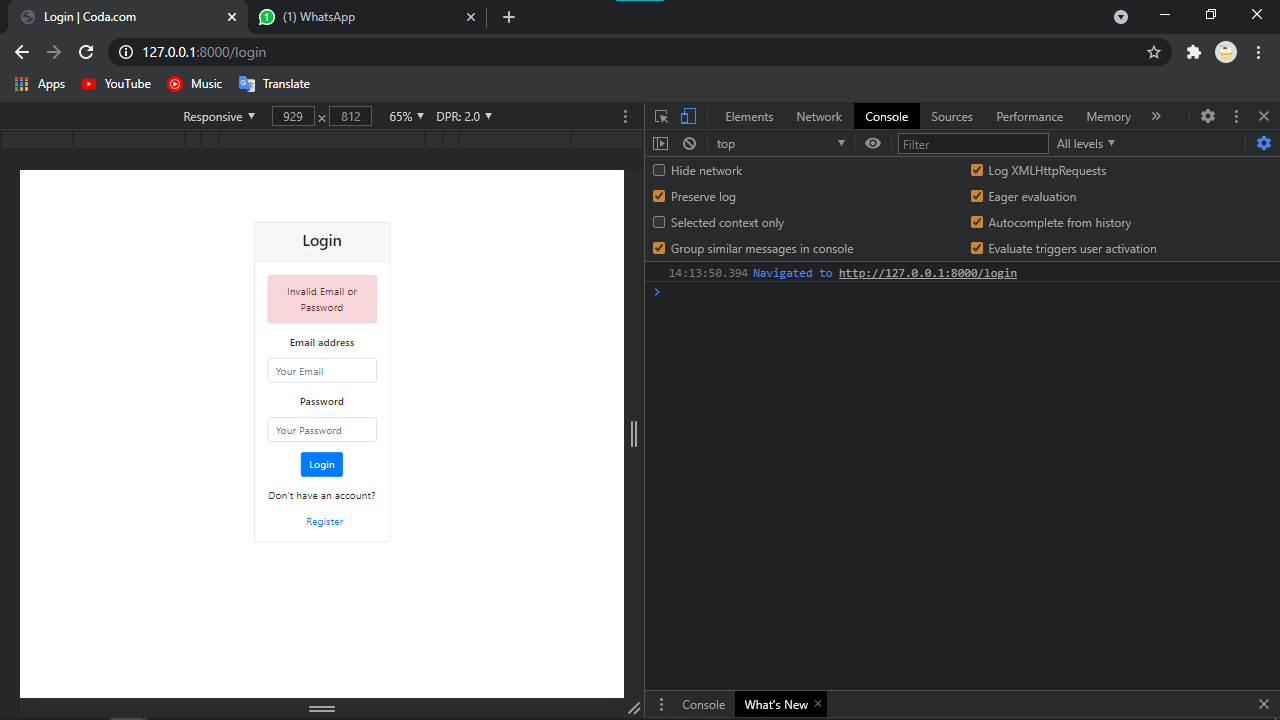 Login | Coda.com
(1) WhatsApp
127.0.0.1:8000/login
Apps YouTube Music Translate
Responsive 929 × 812 65% DPR: 2.0
Elements Network Console Sources Performance Memory »
top Filter All levels
Hide network Log XMLHttpRequests
Preserve log Eager evaluation
Selected context only Autocomplete from history
Group similar messages in console Evaluate triggers user activation
14:13:50.394 Navigated to http://127.0.0.1:8000/login
Login
Invalid Email or
Password
Email address
Your Email
Password
Your Password
Login
Don't have an account?
Register
Console What's New